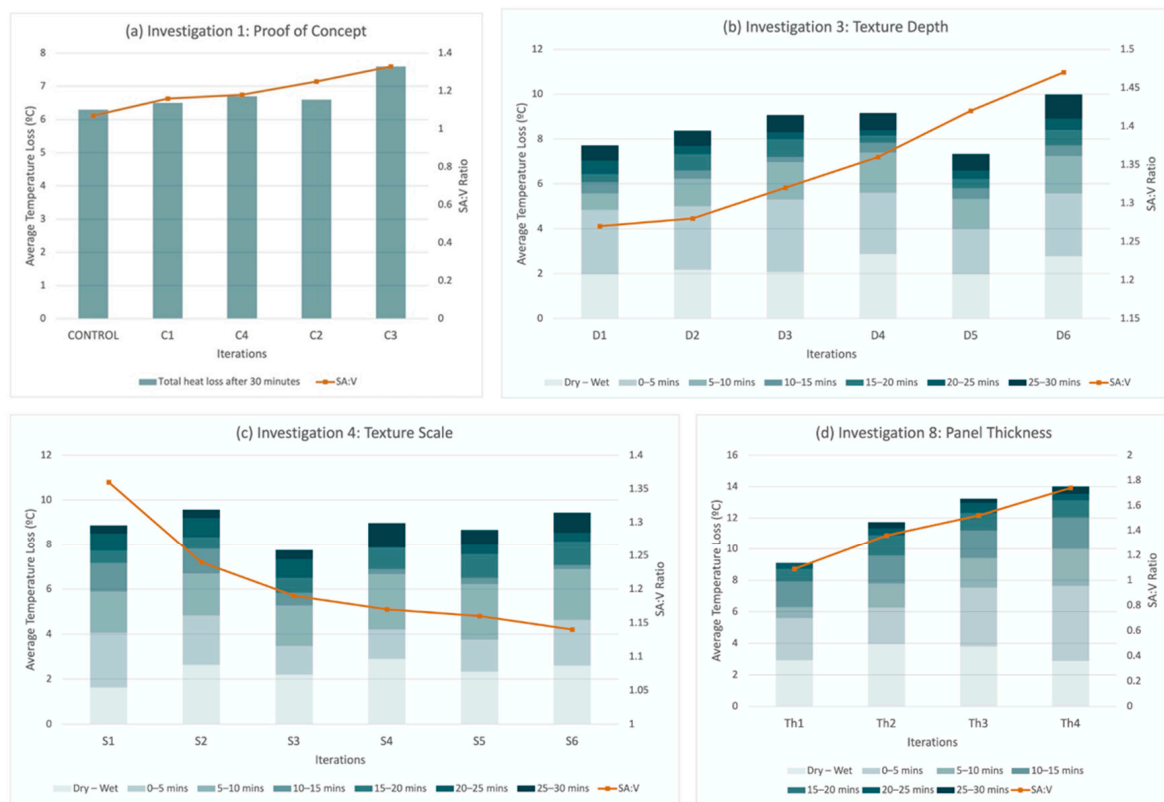 (a) Investigation 1: Proof of Concept
Average Temperature Loss (ºC)
8
7
6
5
4
3
2
1
0
1.4
1.2
1
0.8
0.6
0.4
0.2
0
SA:V Ratio
CONTROL C1 C4 C2 C3
Iterations
Total heat loss after 30 minutes SA:V
(b) Investigation 3: Texture Depth
Average Temperature Loss (ºC)
12
10
8
6
4
2
0
1.5
1.45
1.4
1.35
1.3
1.25
1.2
1.15
SA:V Ratio
D1 D2 D3 D4 D5 D6
Iterations
Dry – Wet 0–5 mins 5–10 mins 10–15 mins 15–20 mins 20–25 mins 25–30 mins SA:V
(c) Investigation 4: Texture Scale
Average Temperature Loss (ºC)
12
10
8
6
4
2
0
1.4
1.35
1.3
1.25
1.2
1.15
1.1
1.05
1
SA:V Ratio
S1 S2 S3 S4 S5 S6
Iterations
Dry – Wet 0–5 mins 5–10 mins 10–15 mins 15–20 mins 20–25 mins 25–30 mins SA:V
(d) Investigation 8: Panel Thickness
Average Temperature Loss (ºC)
16
14
12
10
8
6
4
2
0
2
1.8
1.6
1.4
1.2
1
0.8
0.6
0.4
0.2
0
SA:V Ratio
Th1 Th2 Th3 Th4
Iterations
Dry – Wet 0–5 mins 5–10 mins 10–15 mins
15–20 mins 20–25 mins 25–30 mins SA:V